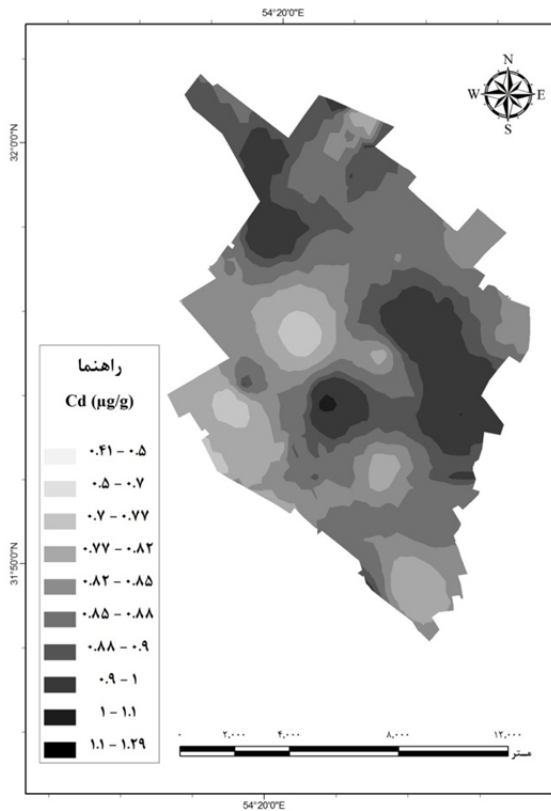 54°20'0"E
N
W E
S
32°0'0"N
راهنما
Cd (µg/g)
۰.۴۱ – ۰.۵
۰.۵ – ۰.۷
۰.۷ – ۰.۷۷
۰.۷۷ – ۰.۸۲
۰.۸۲ – ۰.۸۵
۰.۸۵ – ۰.۸۸
۰.۸۸ – ۰.۹
۰.۹ – ۱
۱ – ۱.۱
۱.۱ – ۱.۲۹
31°50'0"N
۰ ۲,۰۰۰ ۴,۰۰۰ ۸,۰۰۰ ۱۲,۰۰۰
متر
54°20'0"E